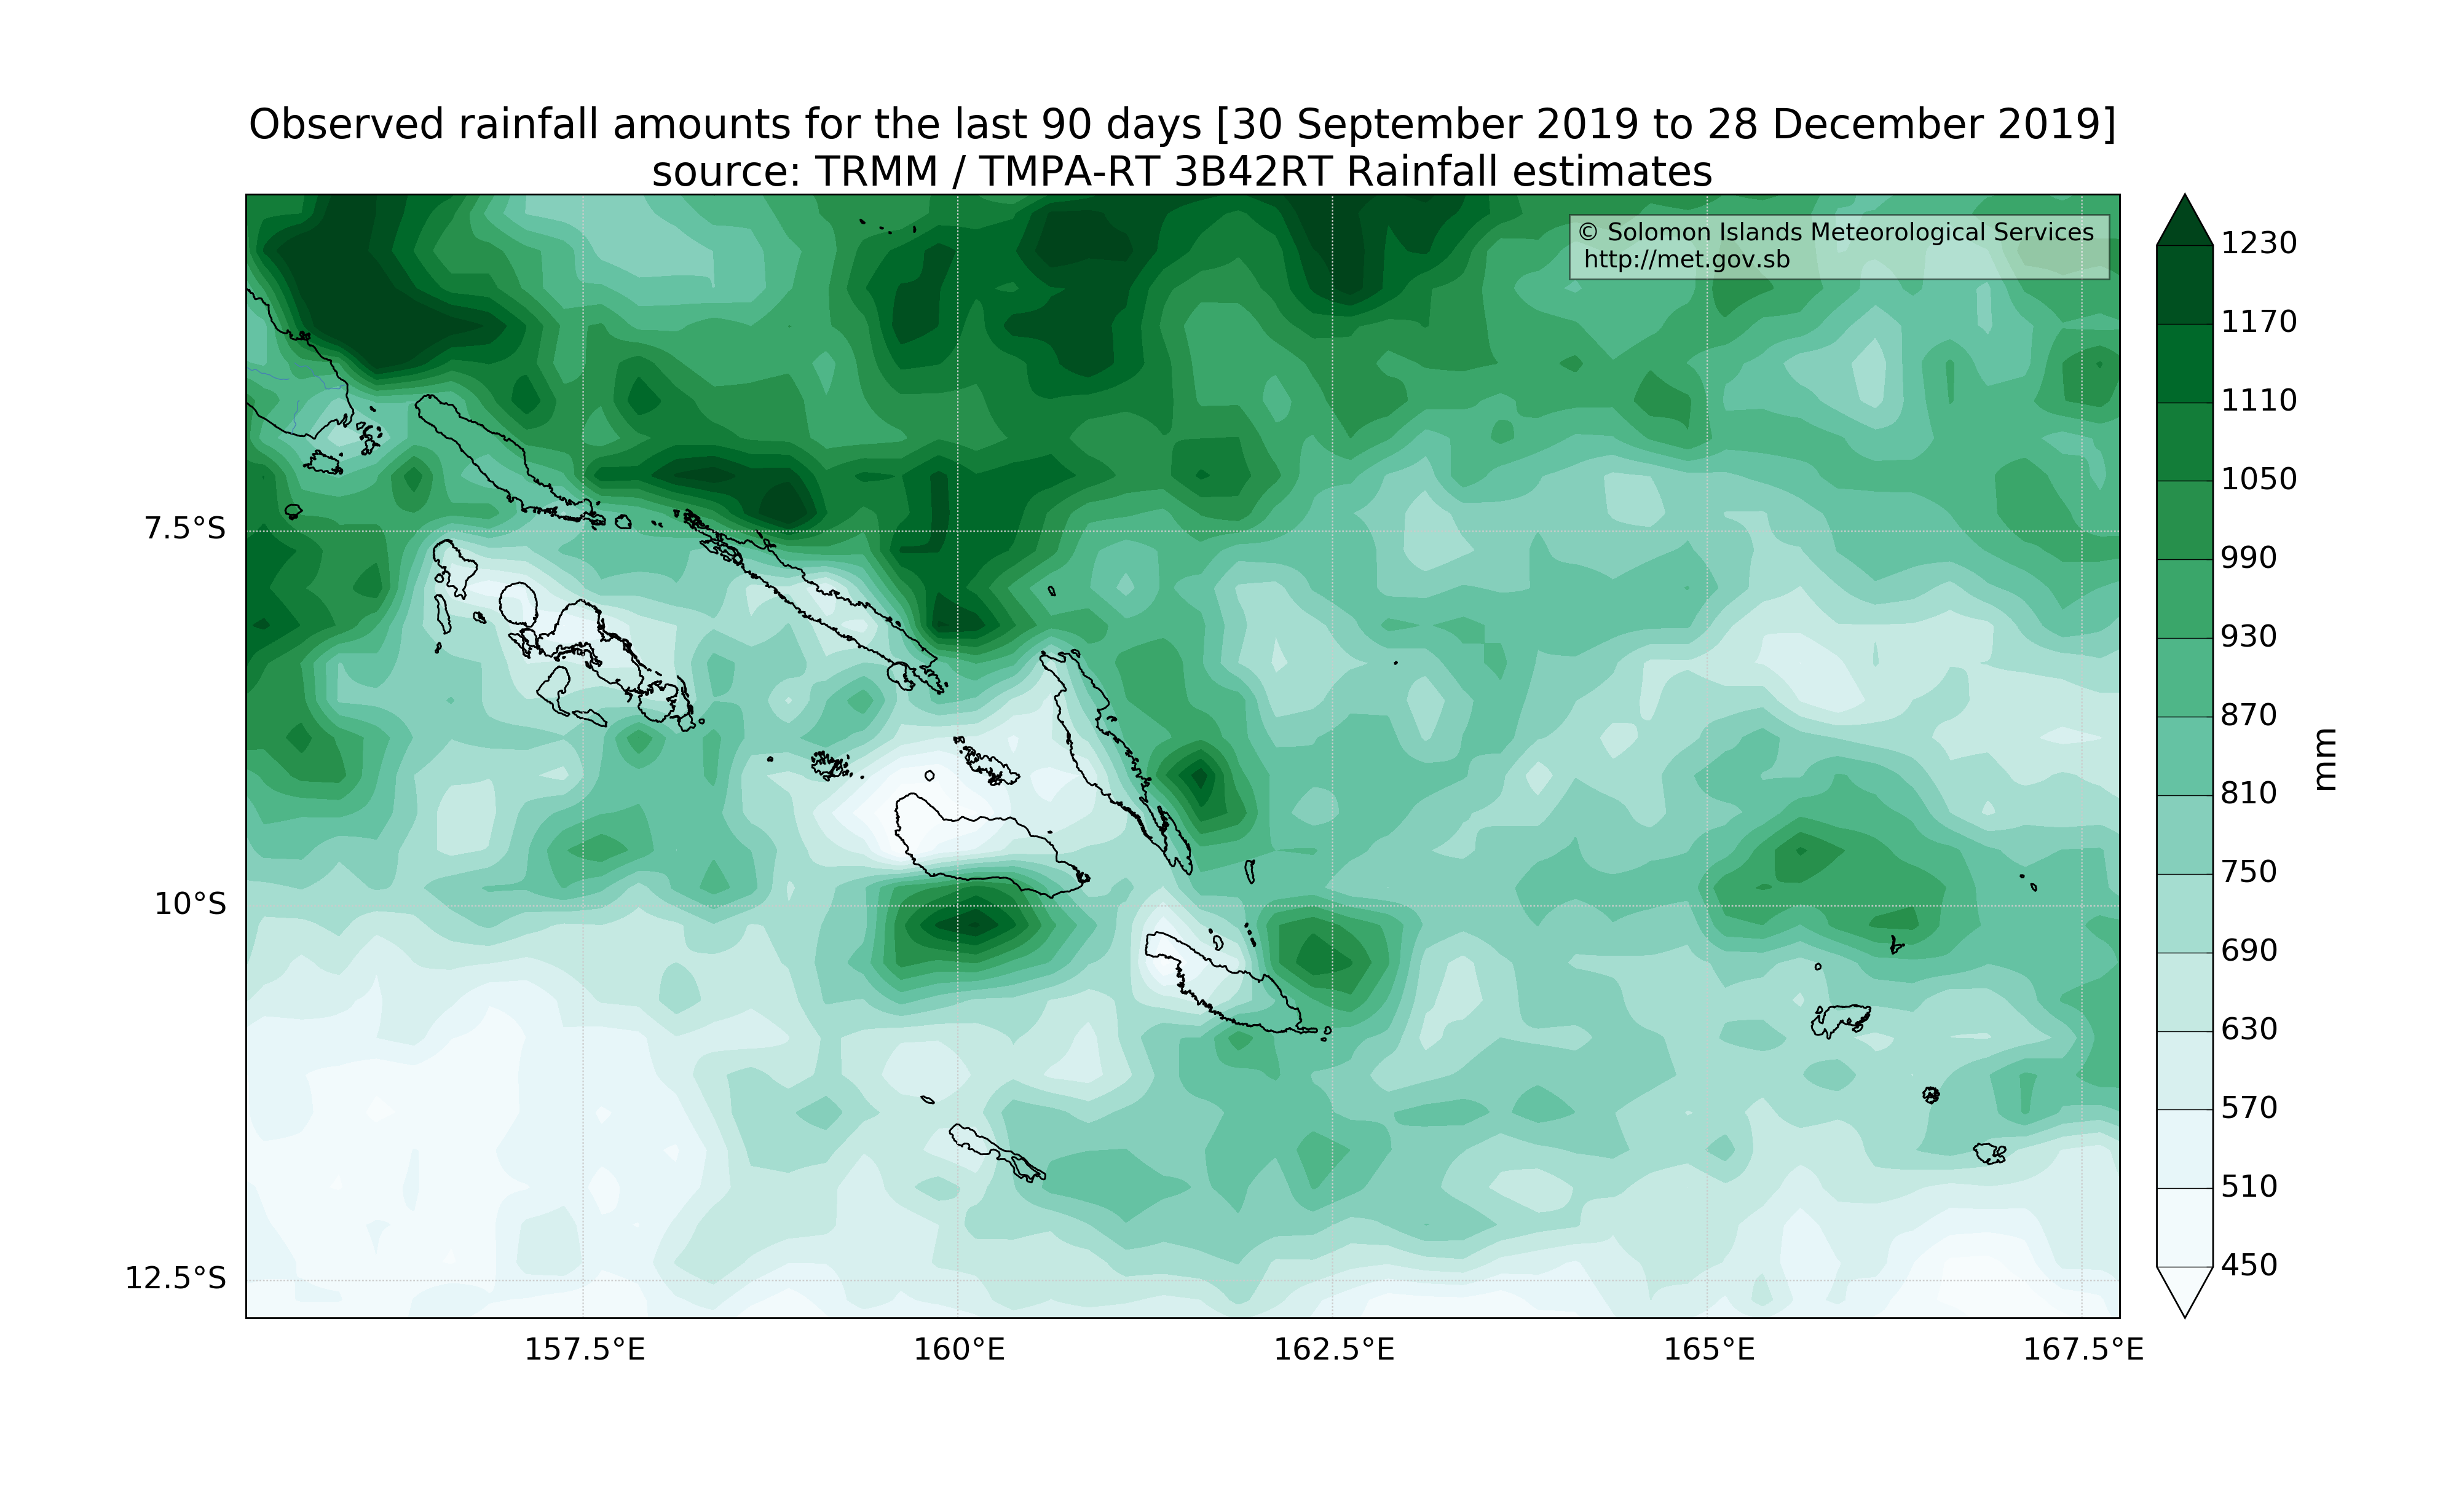 Observed rainfall amounts for the last 90 days [30 September 2019 to 28 December 2019]
source: TRMM / TMPA-RT 3B42RT Rainfall estimates
© Solomon Islands Meteorological Services
http://met.gov.sb
7.5°S
10°S
12.5°S
157.5°E
160°E
162.5°E
165°E
167.5°E
1230
1170
1110
1050
990
930
870
810
750
690
630
570
510
450
mm